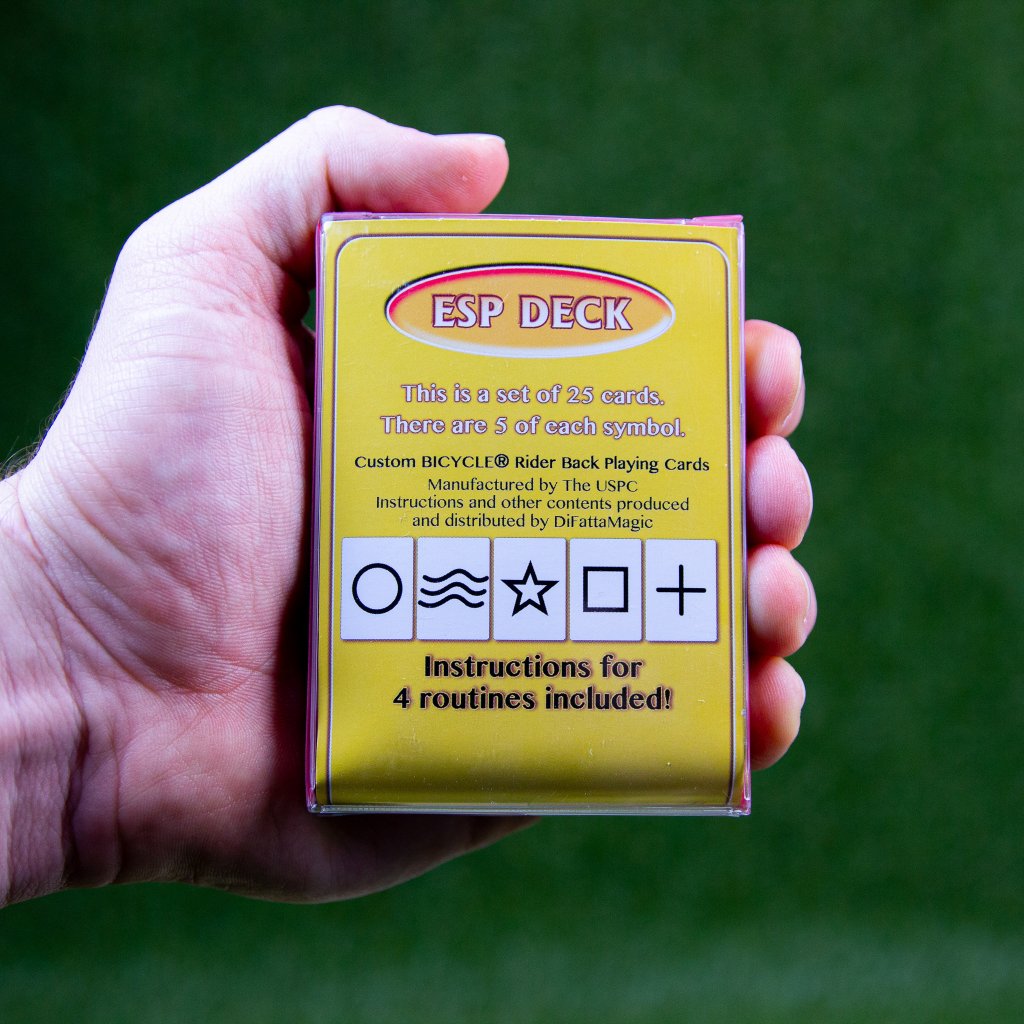 ESP DECK
This is a set of 25 cards.
There are 5 of each symbol.
Custom BICYCLE® Rider Back Playing Cards
Manufactured by The USPC
Instructions and other contents produced
and distributed by DiFattaMagic
Instructions for
4 routines included!